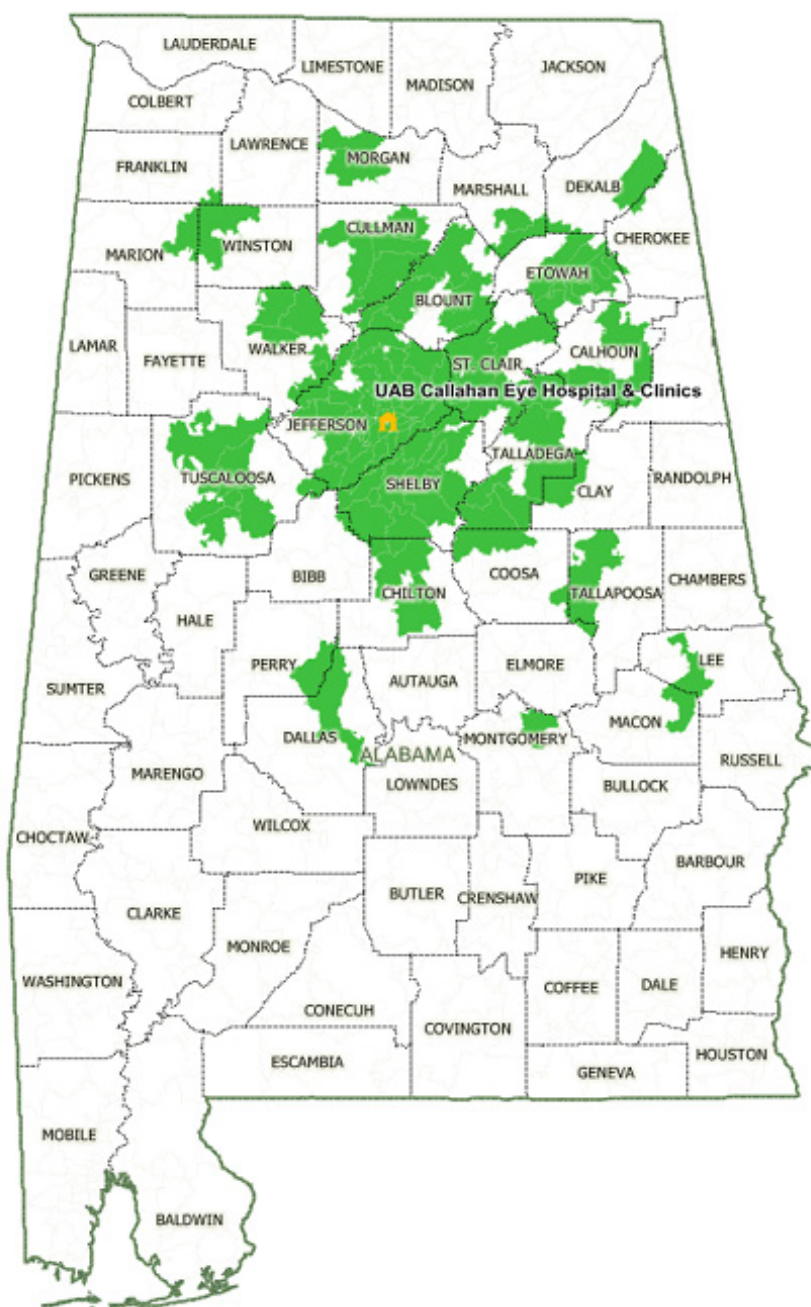 LAUDERDALE
LIMESTONE
MADISON
JACKSON
COLBERT
LAWRENCE
MORGAN
FRANKLIN
MARSHALL
DEKALB
CHEROKEE
MARION
WINSTON
CULLMAN
ETOWAH
BLOUNT
LAMAR
FAYETTE
WALKER
ST. CLAIR
CALHOUN
UAB Callahan Eye Hospital & Clinics
JEFFERSON
PICKENS
TUSCALOOSA
SHELBY
TALLADEGA
CLAY
RANDOLPH
GREENE
HALE
BIBB
CHILTON
COOSA
TALLAPOOSA
CHAMBERS
SUMTER
PERRY
AUTAUGA
ELMORE
LEE
MACON
DALLAS
ALABAMA
MONTGOMERY
RUSSELL
MARENGO
LOWNDES
BULLOCK
CHOCTAW
WILCOX
BARBOUR
CLARKE
BUTLER
CRENSHAW
PIKE
MONROE
HENRY
WASHINGTON
CONECUH
COVINGTON
COFFEE
DALE
ESCAMBIA
GENEVA
HOUSTON
MOBILE
BALDWIN